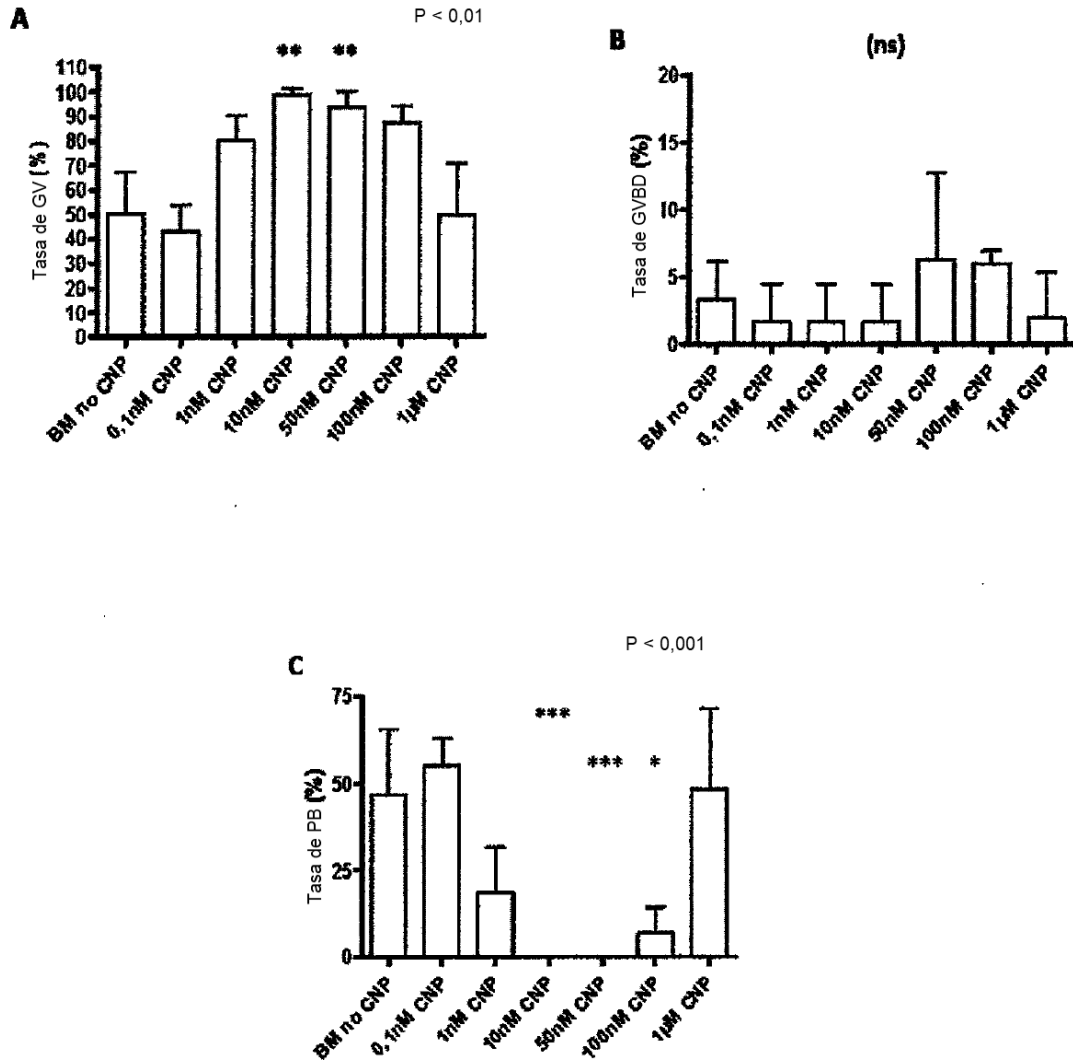 A
P < 0,01
** **
110
100
90
80
70
60
50
40
30
20
10
0
Tasa de GV (%)
BM no CNP
0,1nM CNP
1nM CNP
10nM CNP
50nM CNP
100nM CNP
1µM CNP
B
(ns)
20
15
10
5
0
Tasa de GVBD (%)
BM no CNP
0,1nM CNP
1nM CNP
10nM CNP
50nM CNP
100nM CNP
1µM CNP
C
P < 0,001
***
*** *
75
50
25
0
Tasa de PB (%)
BM no CNP
0,1nM CNP
1nM CNP
10nM CNP
50nM CNP
100nM CNP
1µM CNP